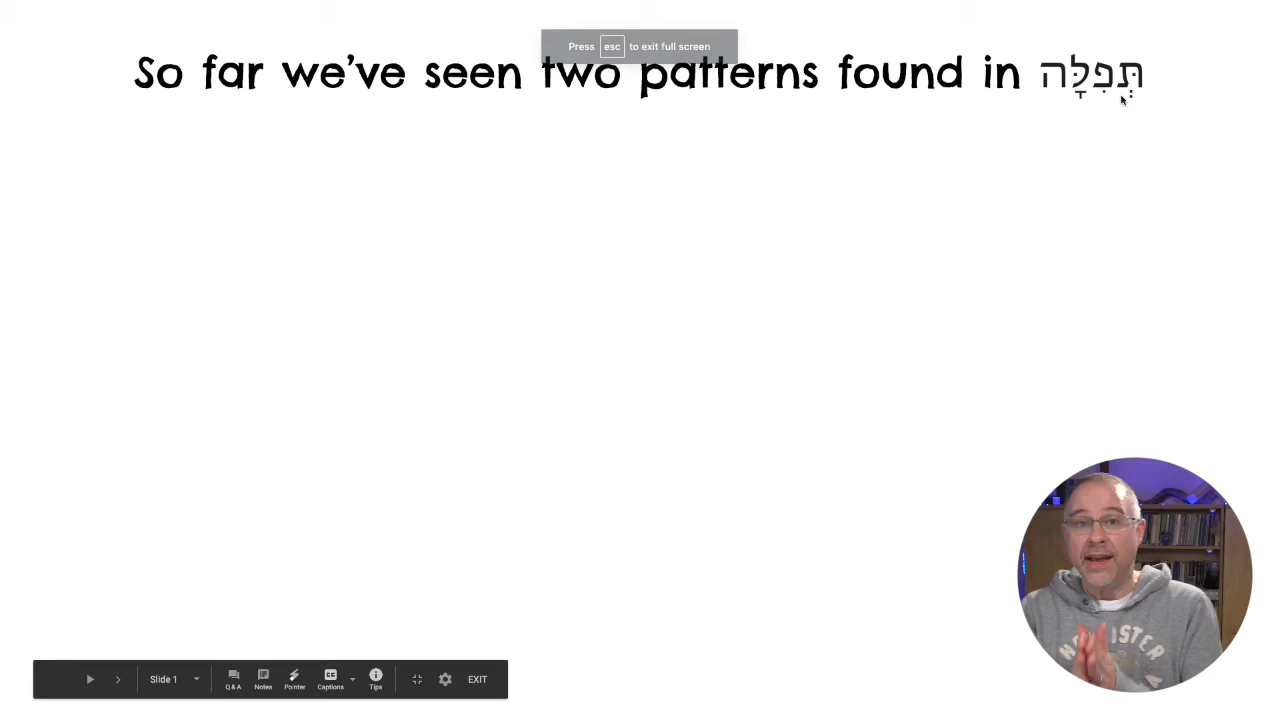 Press esc to exit full screen
So far we've seen two patterns found in תְּפִלָּה
Slide 1
Q & A
Notes
Pointer
CC
Captions
Tips
EXIT